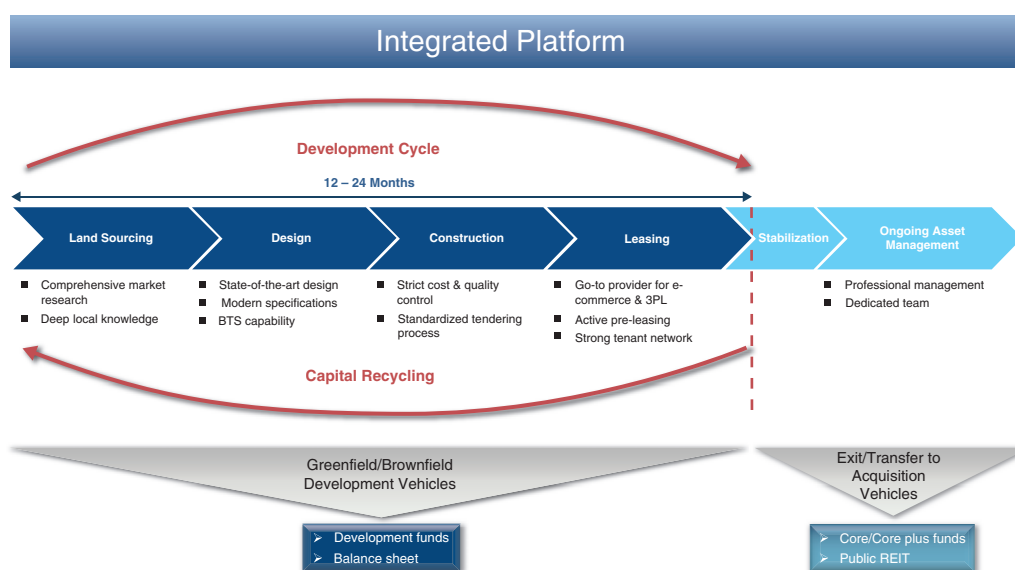 Integrated Platform
Development Cycle
12 – 24 Months
Land Sourcing
Design
Construction
Leasing
Stabilization
Ongoing Asset
Management
Comprehensive market
research
Deep local knowledge
State-of-the-art design
Modern specifications
BTS capability
Strict cost & quality
control
Standardized tendering
process
Go-to provider for e-
commerce & 3PL
Active pre-leasing
Strong tenant network
Professional management
Dedicated team
Capital Recycling
Greenfield/Brownfield
Development Vehicles
Exit/Transfer to
Acquisition
Vehicles
Development funds
Balance sheet
Core/Core plus funds
Public REIT